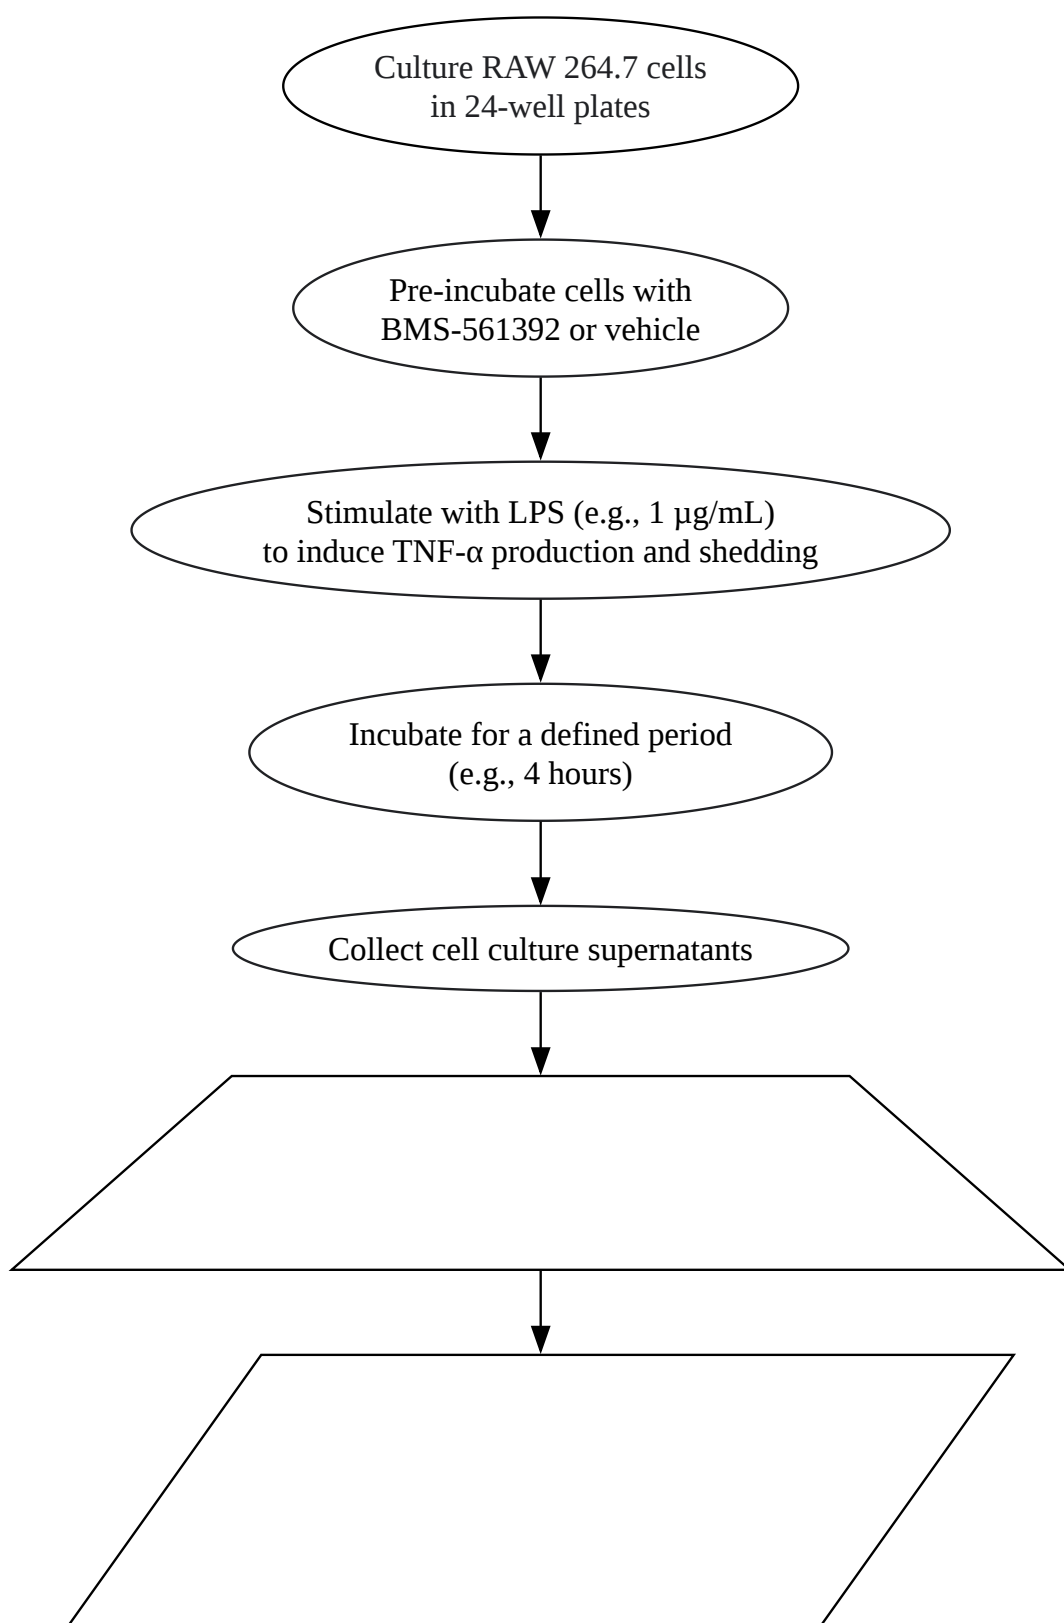 Culture RAW 264.7 cells
in 24-well plates
Pre-incubate cells with
BMS-561392 or vehicle
Stimulate with LPS (e.g., 1 µg/mL)
to induce TNF-α production and shedding
Incubate for a defined period
(e.g., 4 hours)
Collect cell culture supernatants